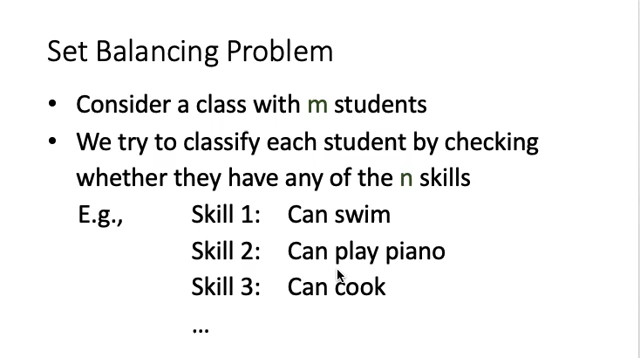 Set Balancing Problem
• Consider a class with m students
• We try to classify each student by checking
whether they have any of the n skills
E.g., Skill 1: Can swim
Skill 2: Can play piano
Skill 3: Can cook
...